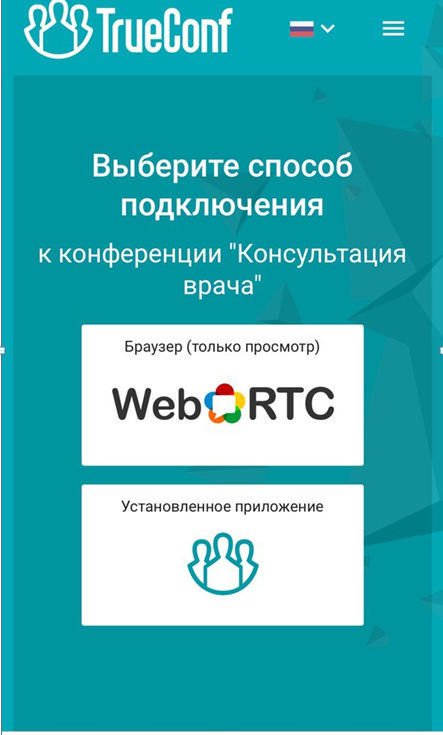 TrueConf
Выберите способ
подключения
к конференции "Консультация
врача"
Браузер (только просмотр)
WebRTC
Установленное приложение